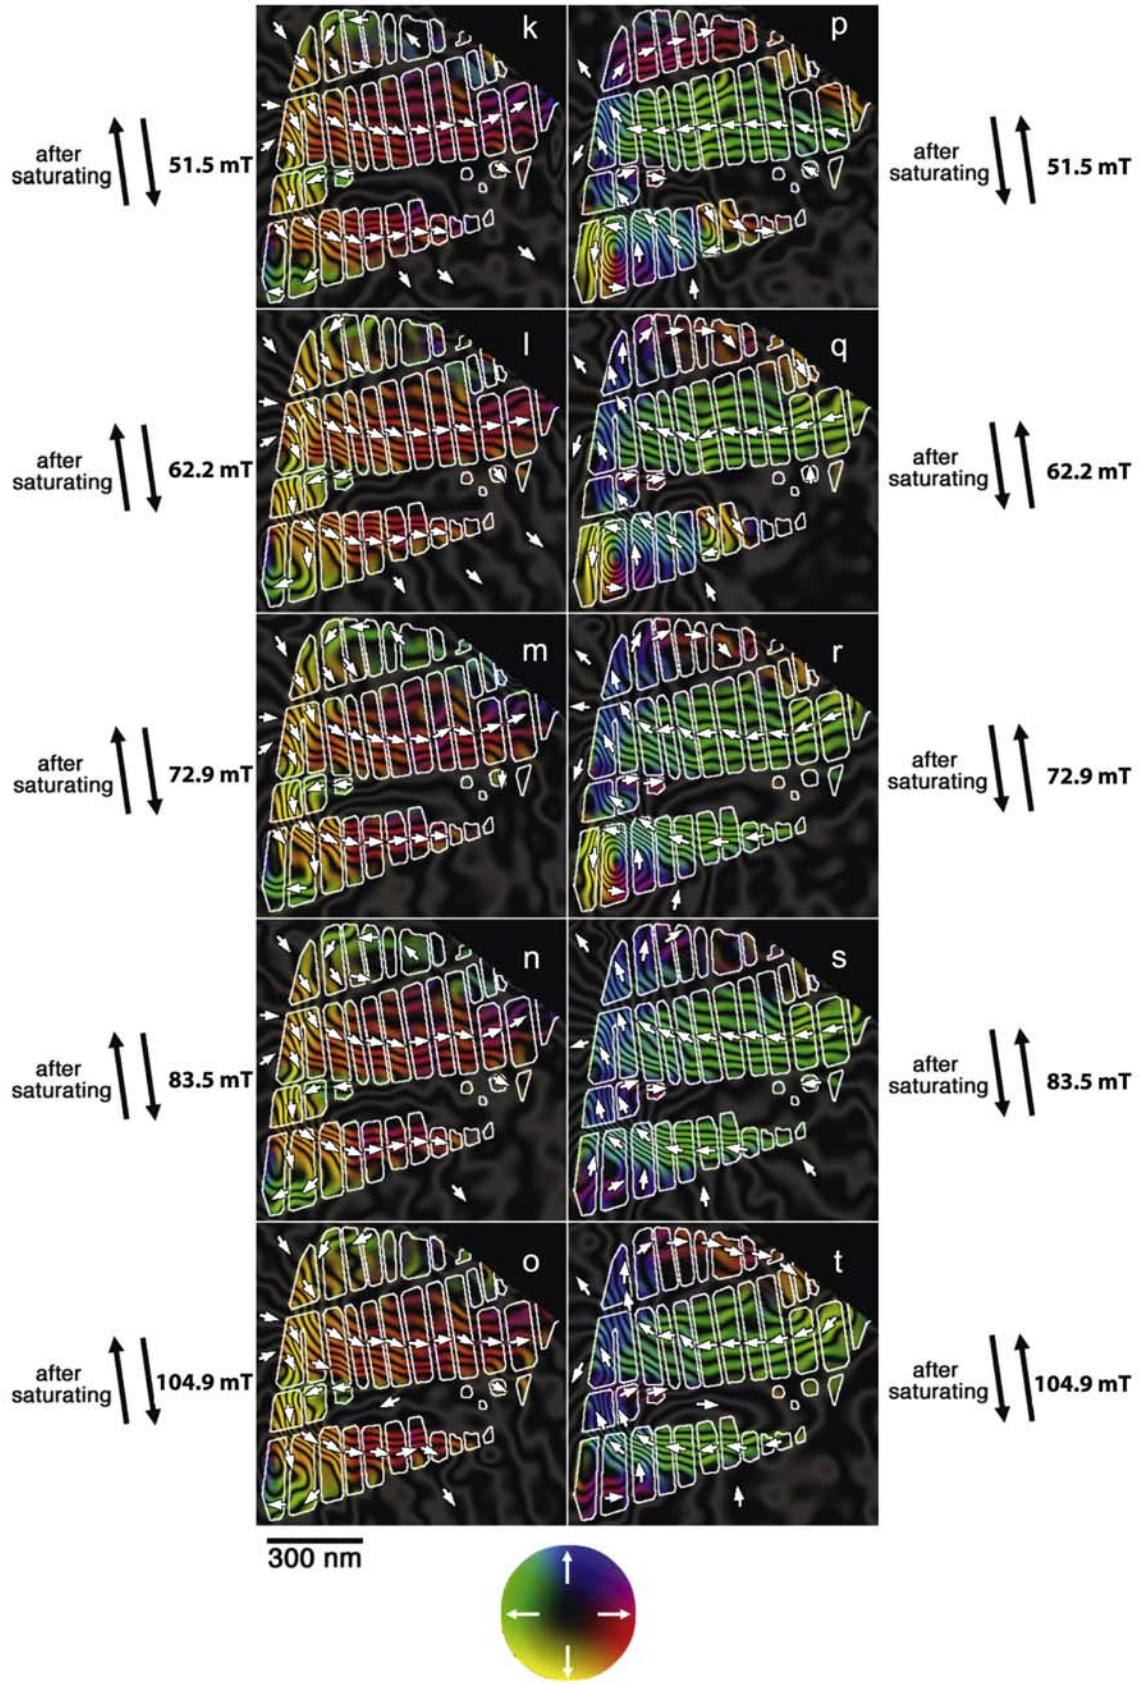 k
p
after
saturating
51.5 mT
after
saturating
51.5 mT
l
q
after
saturating
62.2 mT
after
saturating
62.2 mT
m
r
after
saturating
72.9 mT
after
saturating
72.9 mT
n
s
after
saturating
83.5 mT
after
saturating
83.5 mT
o
t
after
saturating
104.9 mT
after
saturating
104.9 mT
300 nm